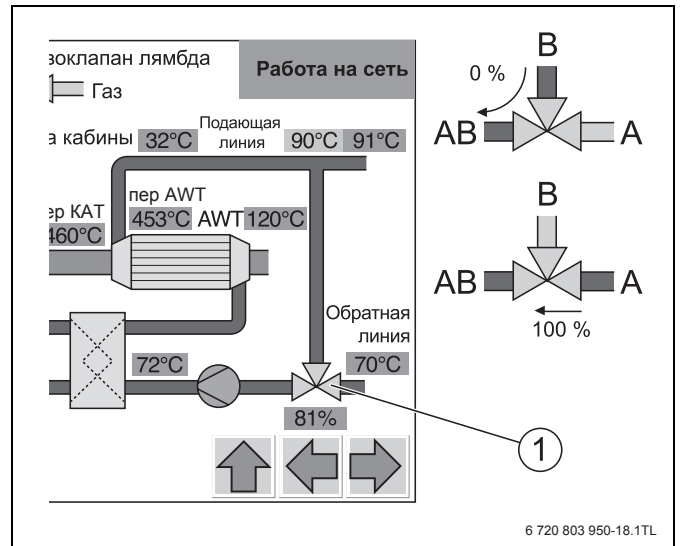 зоклапан лямбда
Работа на сеть
Газ
а кабины 32°C Подающая линия 90°C 91°C
пер AWT
ер КАТ 453°C AWT 120°C
460°C
Обратная
линия
72°C 70°C
81%
1
B
0 %
AB A
B
AB A
100 %
6 720 803 950-18.1TL